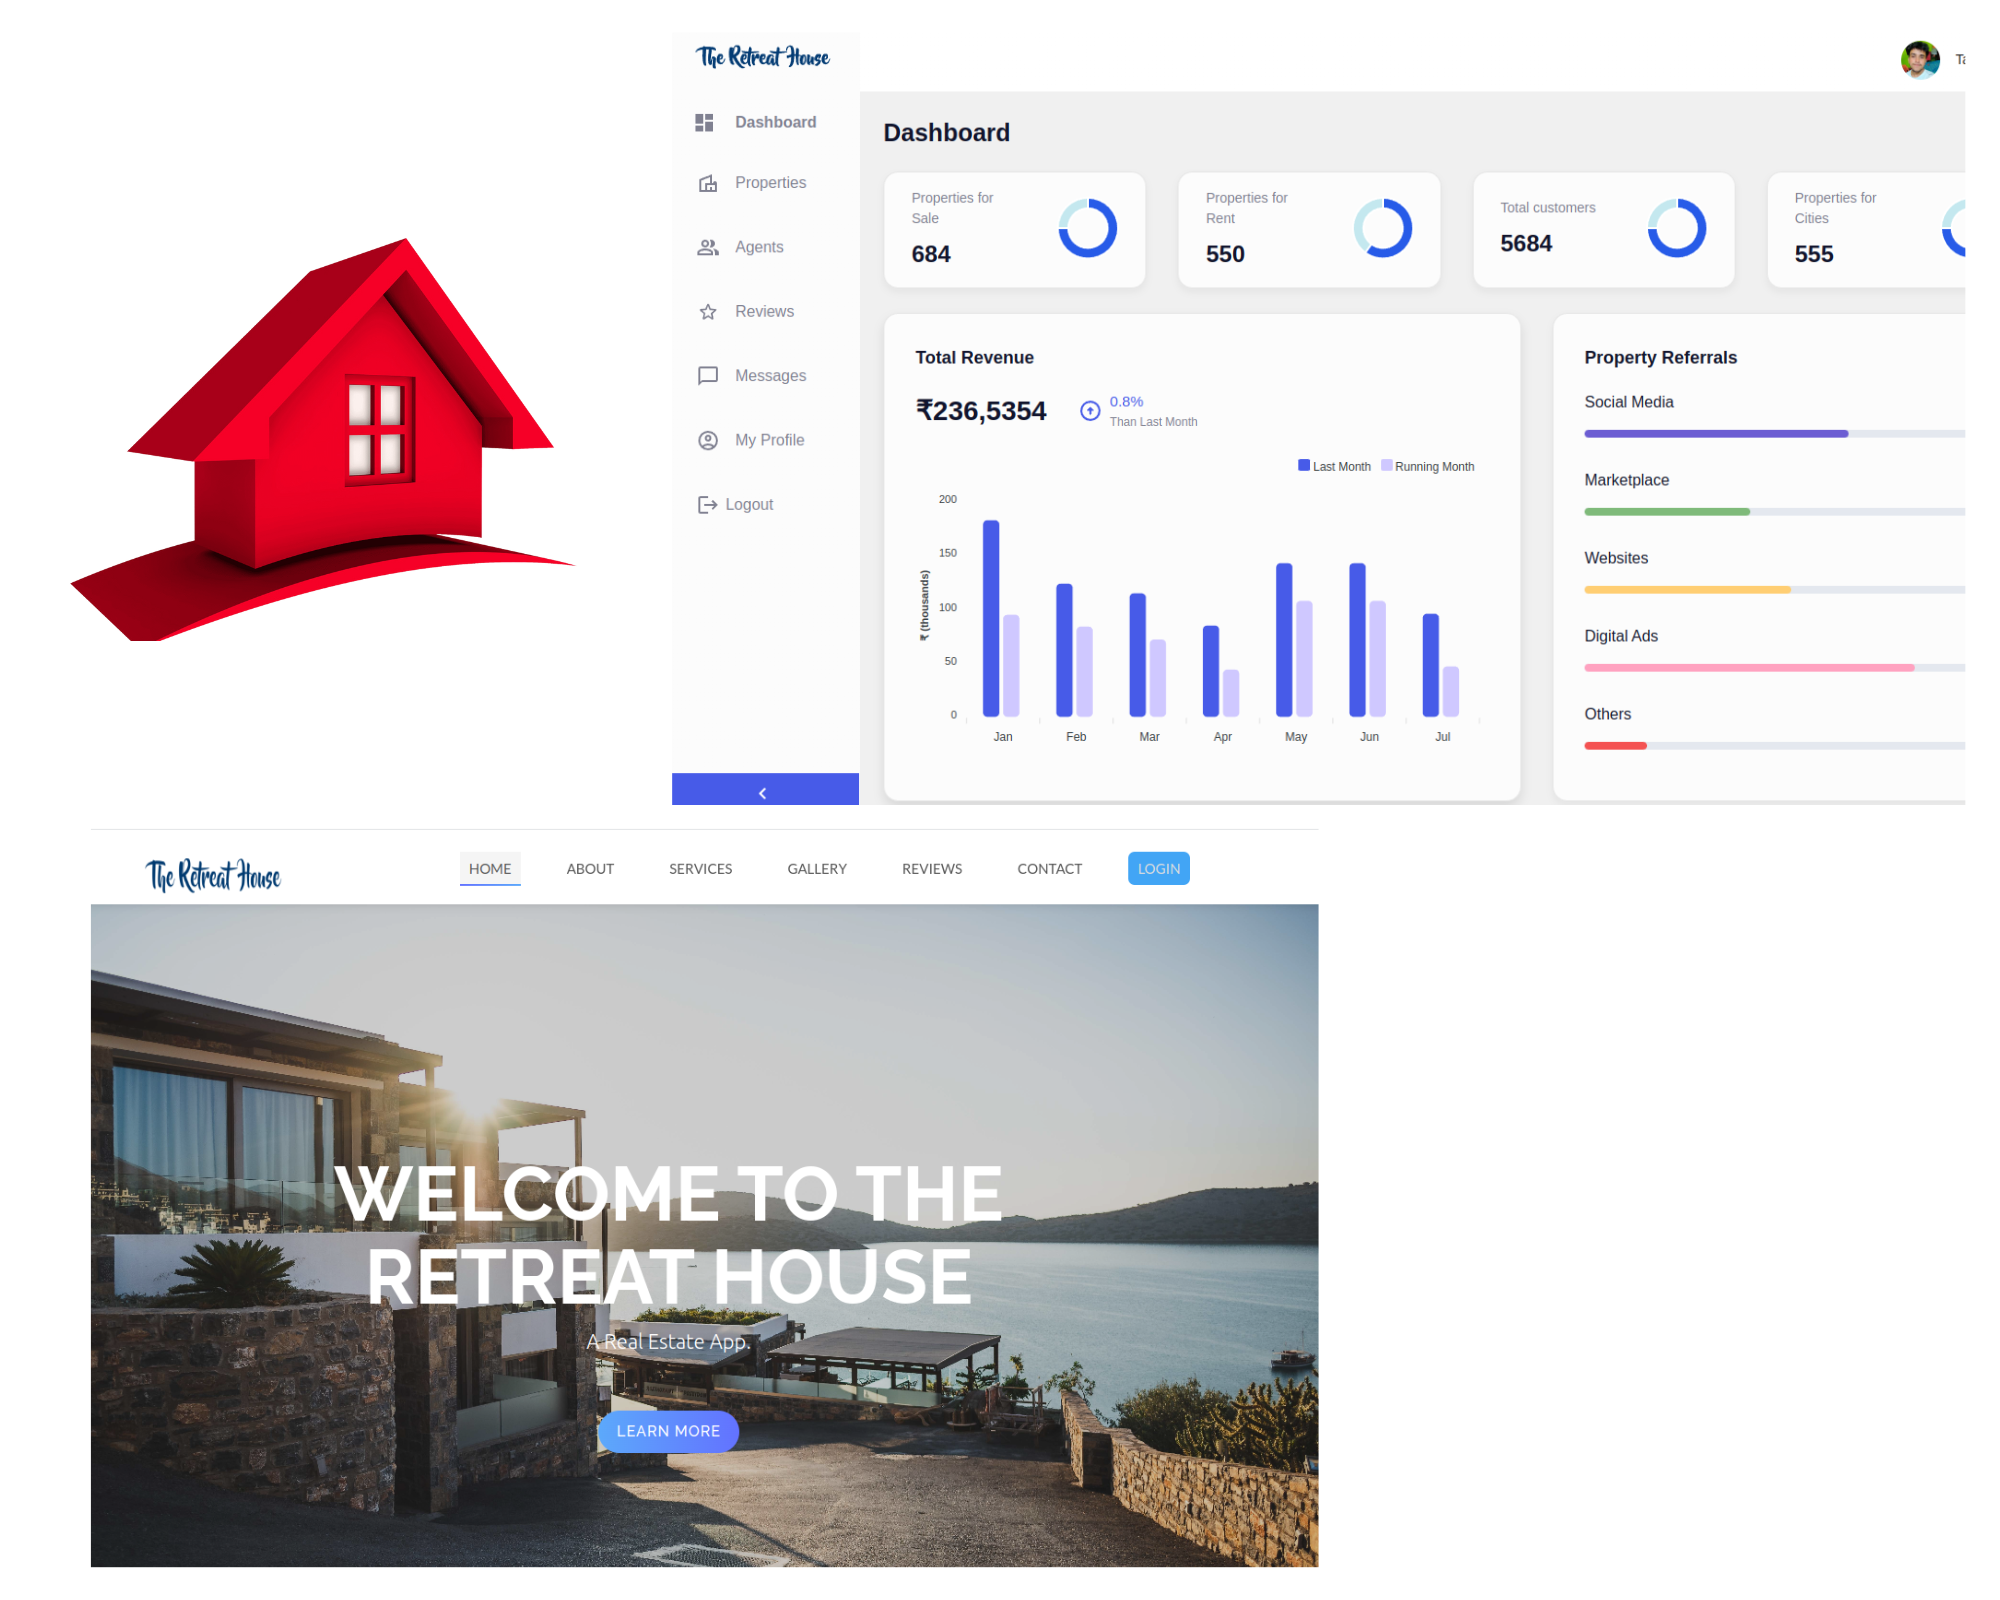 The Retreat House
Dashboard
Properties
Agents
Reviews
Messages
My Profile
Logout
Dashboard
Properties for
Sale
684
Properties for
Rent
550
Total customers
5684
Properties for
Cities
555
Total Revenue
₹236,5354
0.8%
Than Last Month
Last Month Running Month
₹ (thousands)
200
150
100
50
0
Jan Feb Mar Apr May Jun Jul
Property Referrals
Social Media
Marketplace
Websites
Digital Ads
Others
The Retreat House
HOME ABOUT SERVICES GALLERY REVIEWS CONTACT LOGIN
WELCOME TO THE
RETREAT HOUSE
A Real Estate App.
LEARN MORE